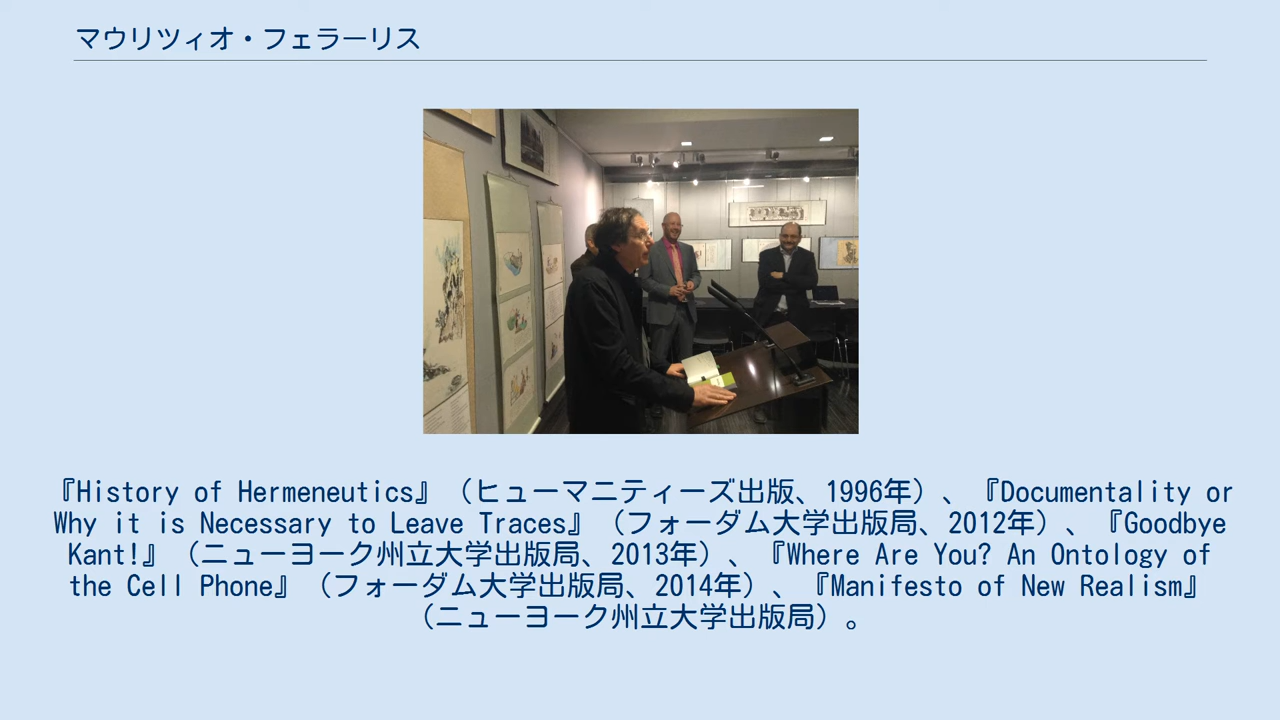 マウリツィオ・フェラーリス
『History of Hermeneutics』（ヒューマニティーズ出版、1996年）、『Documentality or
Why it is Necessary to Leave Traces』（フォーダム大学出版局、2012年）、『Goodbye
Kant!』（ニューヨーク州立大学出版局、2013年）、『Where Are You? An Ontology of
the Cell Phone』（フォーダム大学出版局、2014年）、『Manifesto of New Realism』
（ニューヨーク州立大学出版局）。